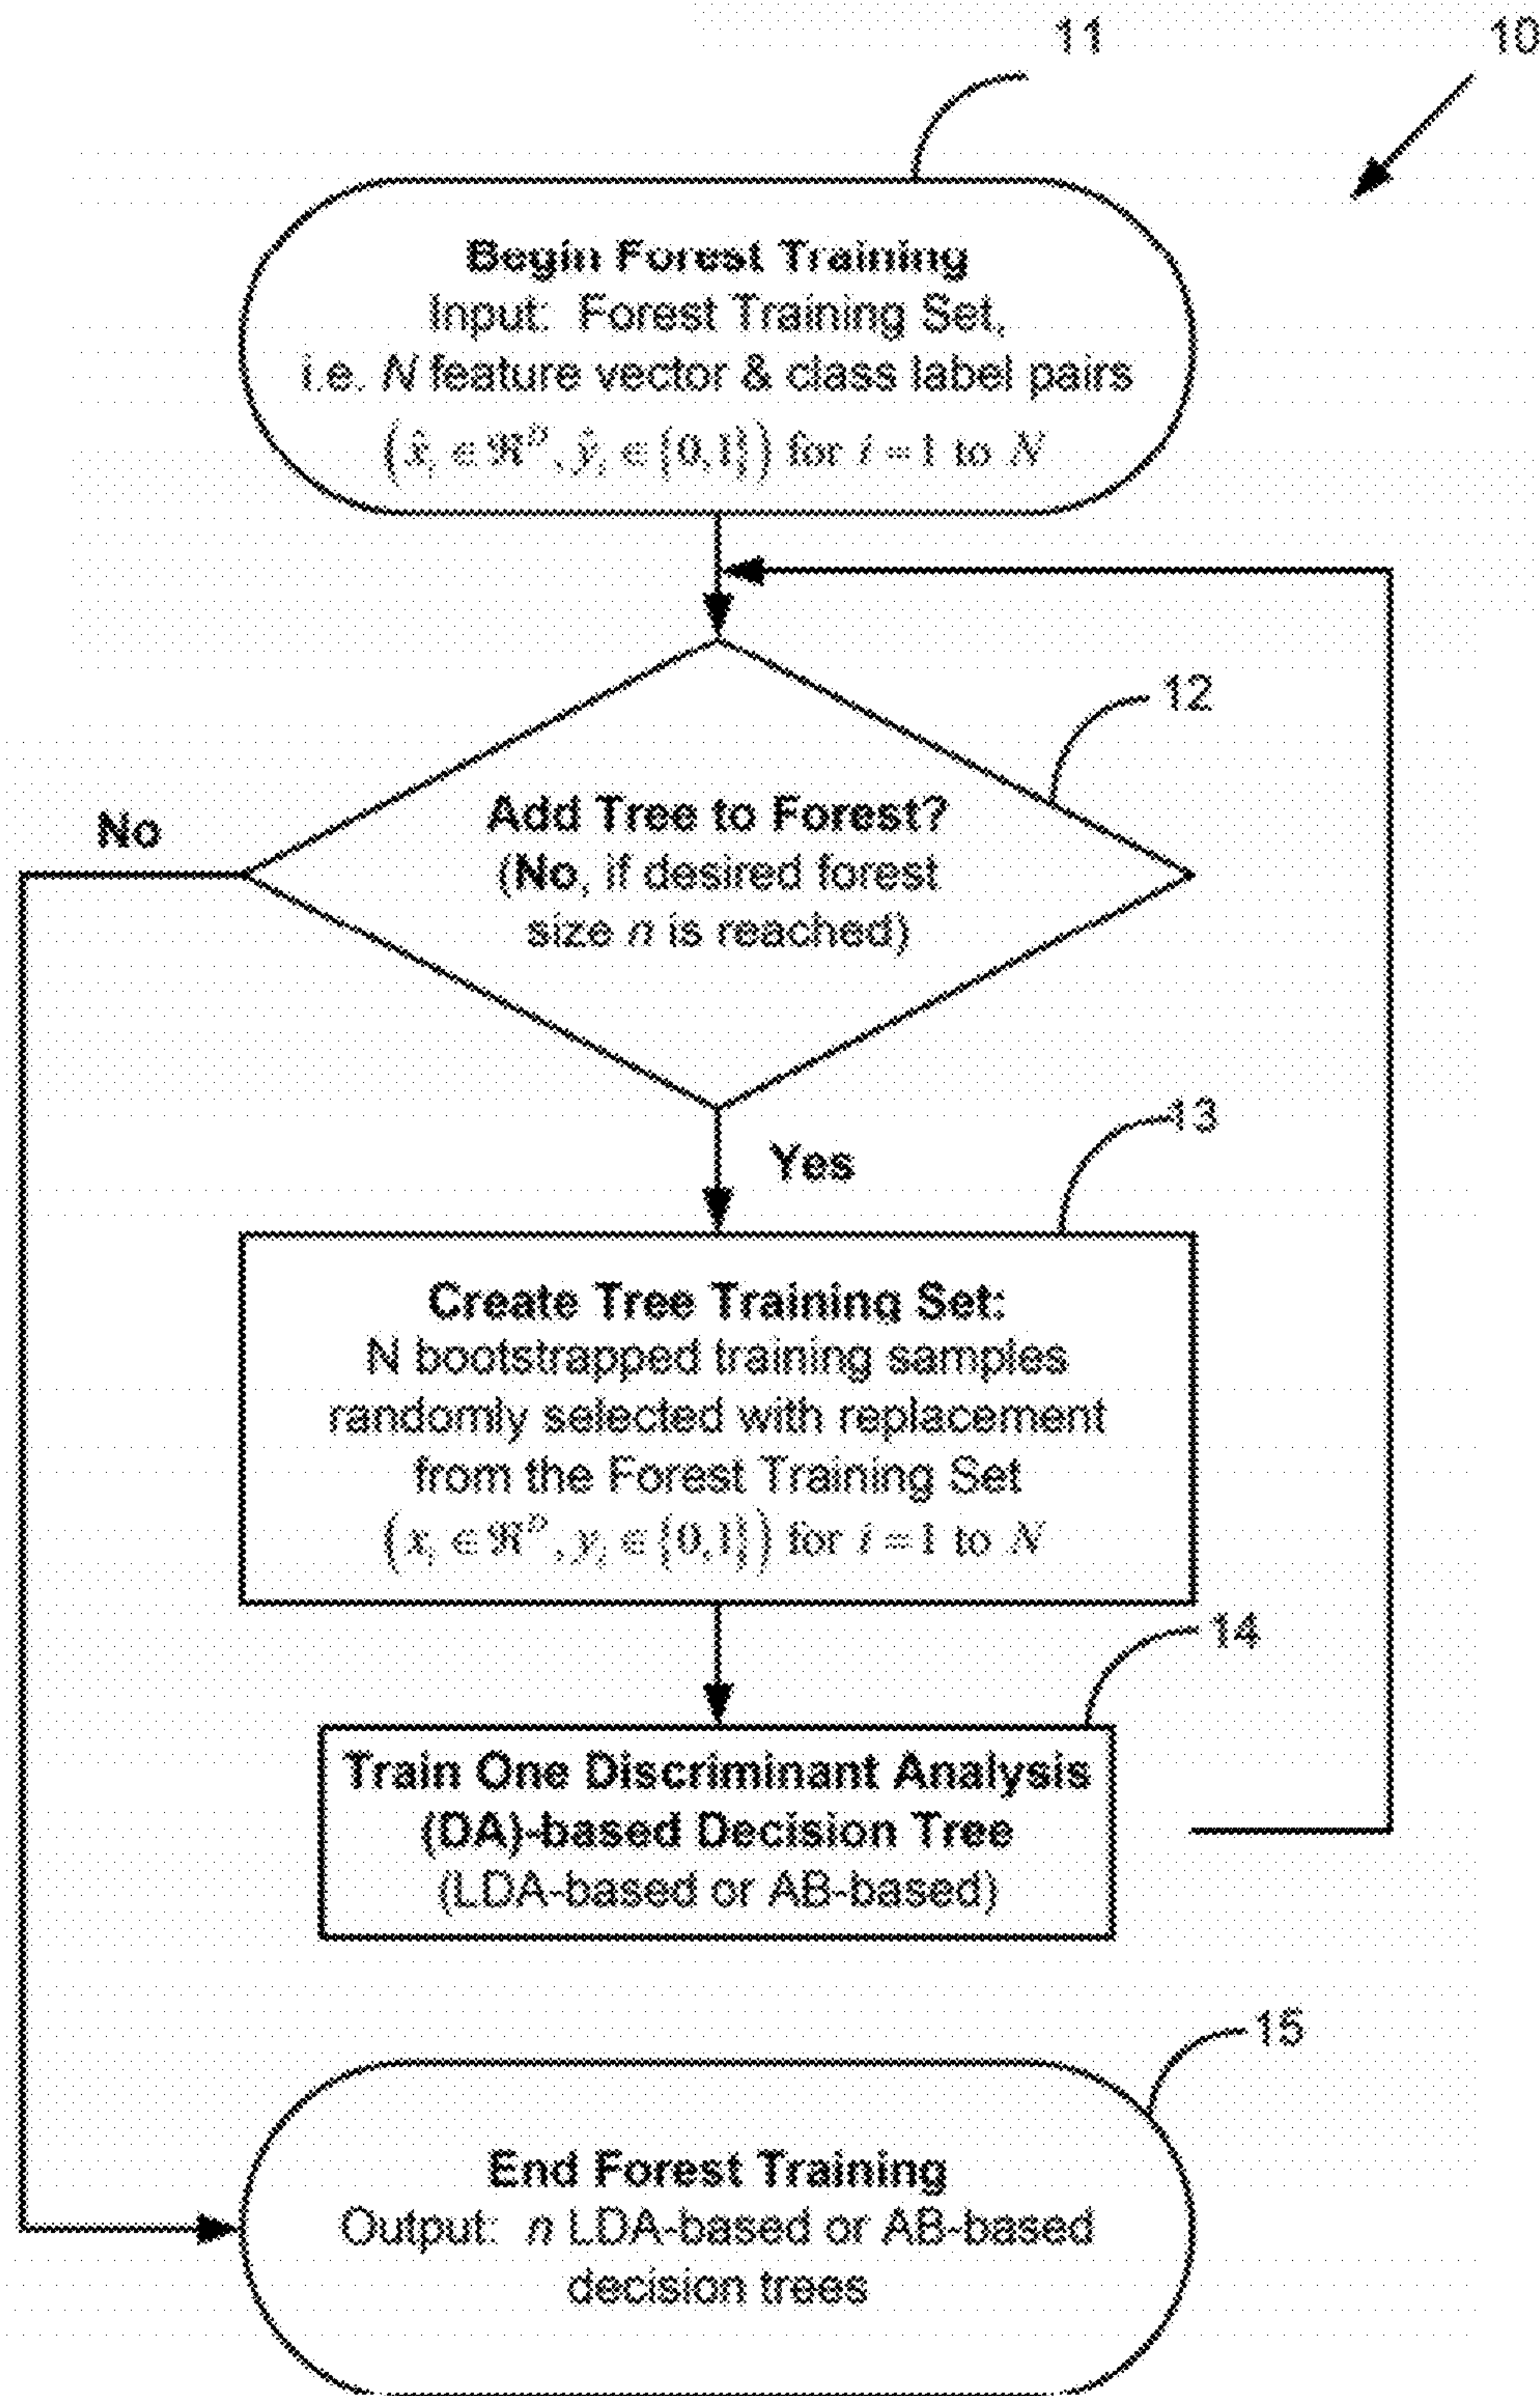 11
10
Begin Forest Training
Input: Forest Training Set,
i.e. N feature vector & class label pairs
(x̂ᵢ ∈ ℜᴰ, ŷᵢ ∈ {0,1}) for i = 1 to N
12
No
Add Tree to Forest?
(No, if desired forest
size n is reached)
13
Yes
Create Tree Training Set:
N bootstrapped training samples
randomly selected with replacement
from the Forest Training Set
(xᵢ ∈ ℜᴰ, yᵢ ∈ {0,1}) for i = 1 to N
14
Train One Discriminant Analysis
(DA)-based Decision Tree
(LDA-based or AB-based)
15
End Forest Training
Output: n LDA-based or AB-based
decision trees